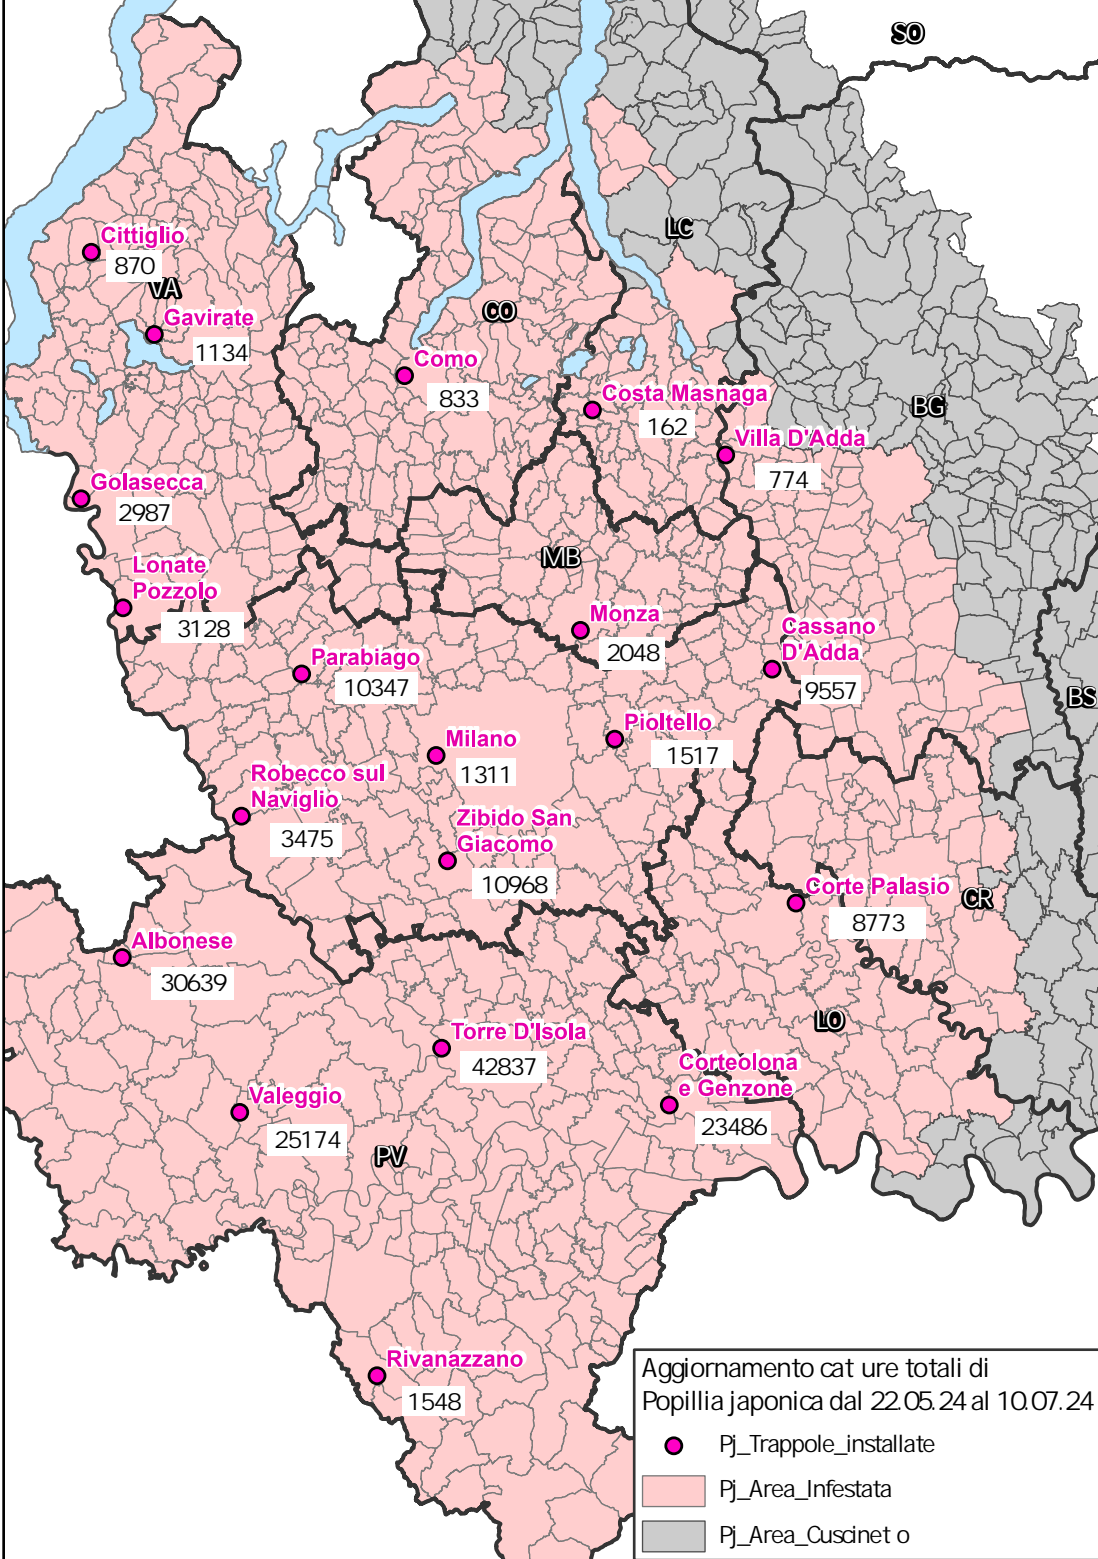 SO
LC
Cittiglio
870
VA
Gavirate
1134
CO
Como
833
Costa Masnaga
162
BG
Villa D'Adda
774
Golasecca
2987
MB
Lonate
Pozzolo
3128
Monza
2048
Cassano
D'Adda
9557
Parabiago
10347
BS
Pioltello
1517
Milano
1311
Robecco sul
Naviglio
3475
Zibido San
Giacomo
10968
Corte Palasio
8773
CR
Albonese
30639
LO
Torre D'Isola
42837
Corteolona
e Genzone
23486
Valeggio
25174
PV
Rivanazzano
1548
Aggiornamento cat ure totali di
Popillia japonica dal 22.05.24 al 10.07.24
Pj_Trappole_installate
Pj_Area_Infestata
Pj_Area_Cuscinet o